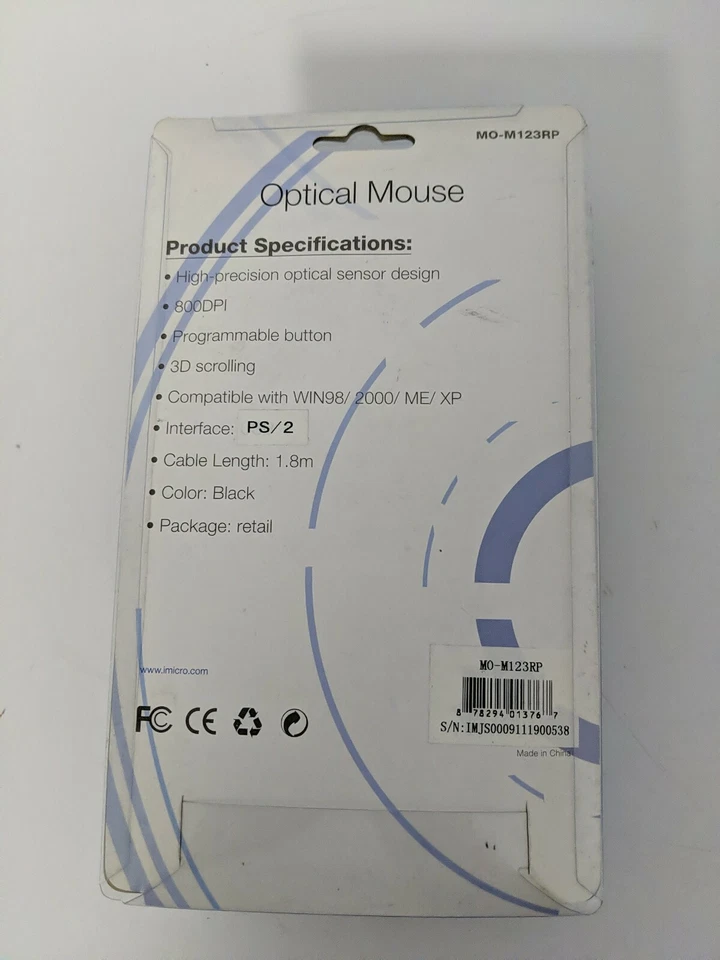 MO-M123RP
Optical Mouse
Product Specifications:
• High-precision optical sensor design
• 800DPI
• Programmable button
• 3D scrolling
• Compatible with WIN98/ 2000/ ME/ XP
• Interface: PS/2
• Cable Length: 1.8m
• Color: Black
• Package: retail
www.imicro.com
FC CE
MO-M123RP
8 78294 01376 7
S/N:IMJS0009111900538
Made in China